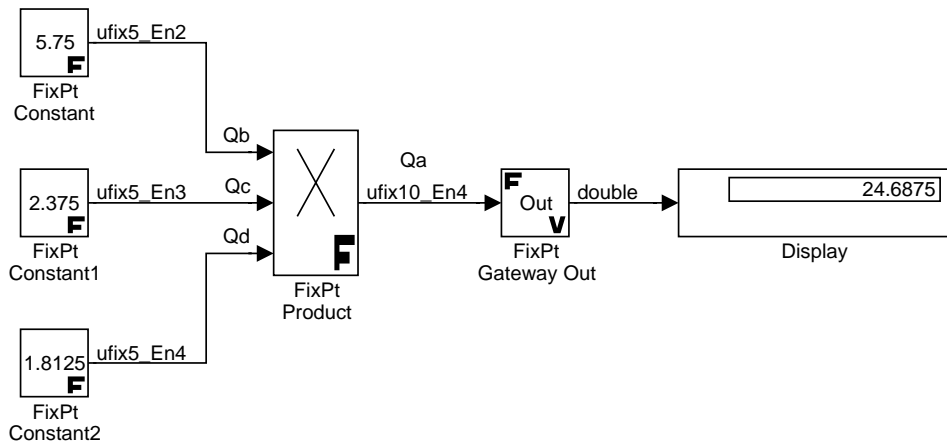 5.75
F
ufix5_En2
FixPt
Constant
Qb
2.375
F
ufix5_En3
Qc
FixPt
Constant1
Qd
1.8125
F
ufix5_En4
FixPt
Constant2
F
FixPt
Product
Qa
ufix10_En4
F
Out
V
double
FixPt
Gateway Out
24.6875
Display